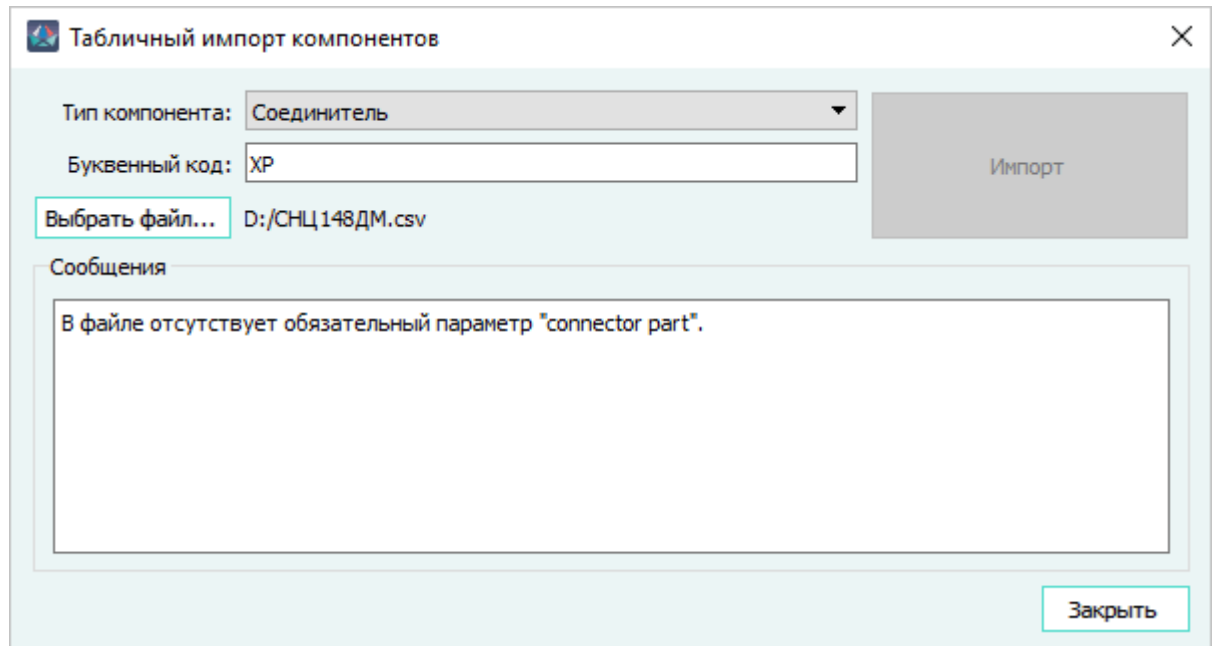 Табличный импорт компонентов
Тип компонента: Соединитель
Буквенный код: XP
Импорт
Выбрать файл... D:/СНЦ148ДМ.csv
Сообщения
В файле отсутствует обязательный параметр "connector part".
Закрыть